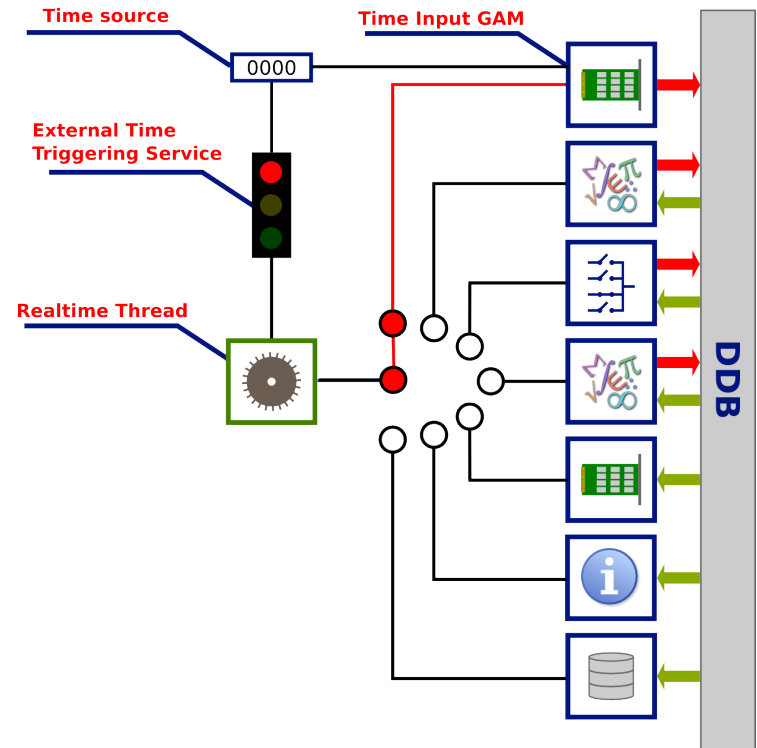 Time source
Time Input GAM
0000
External Time
Triggering Service
Realtime Thread
DDB